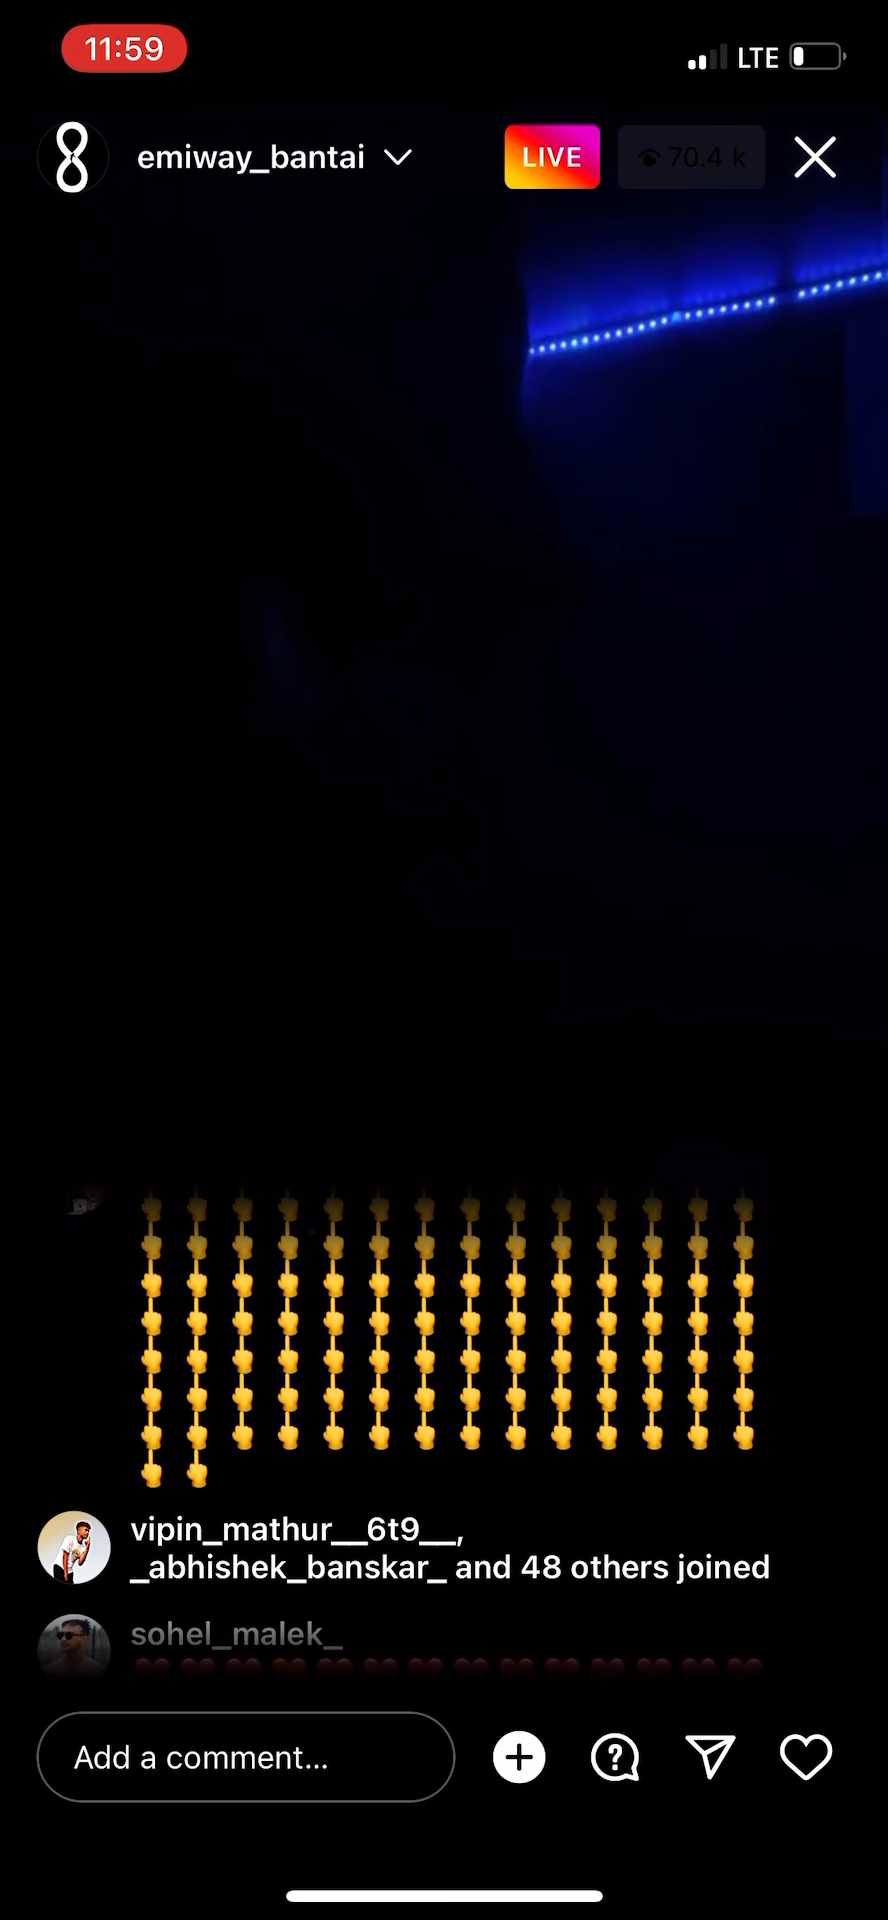 11:59
LTE
emiway_bantai
LIVE
70.4 k
vipin_mathur__6t9__,
_abhishek_banskar_ and 48 others joined
sohel_malek_
Add a comment...